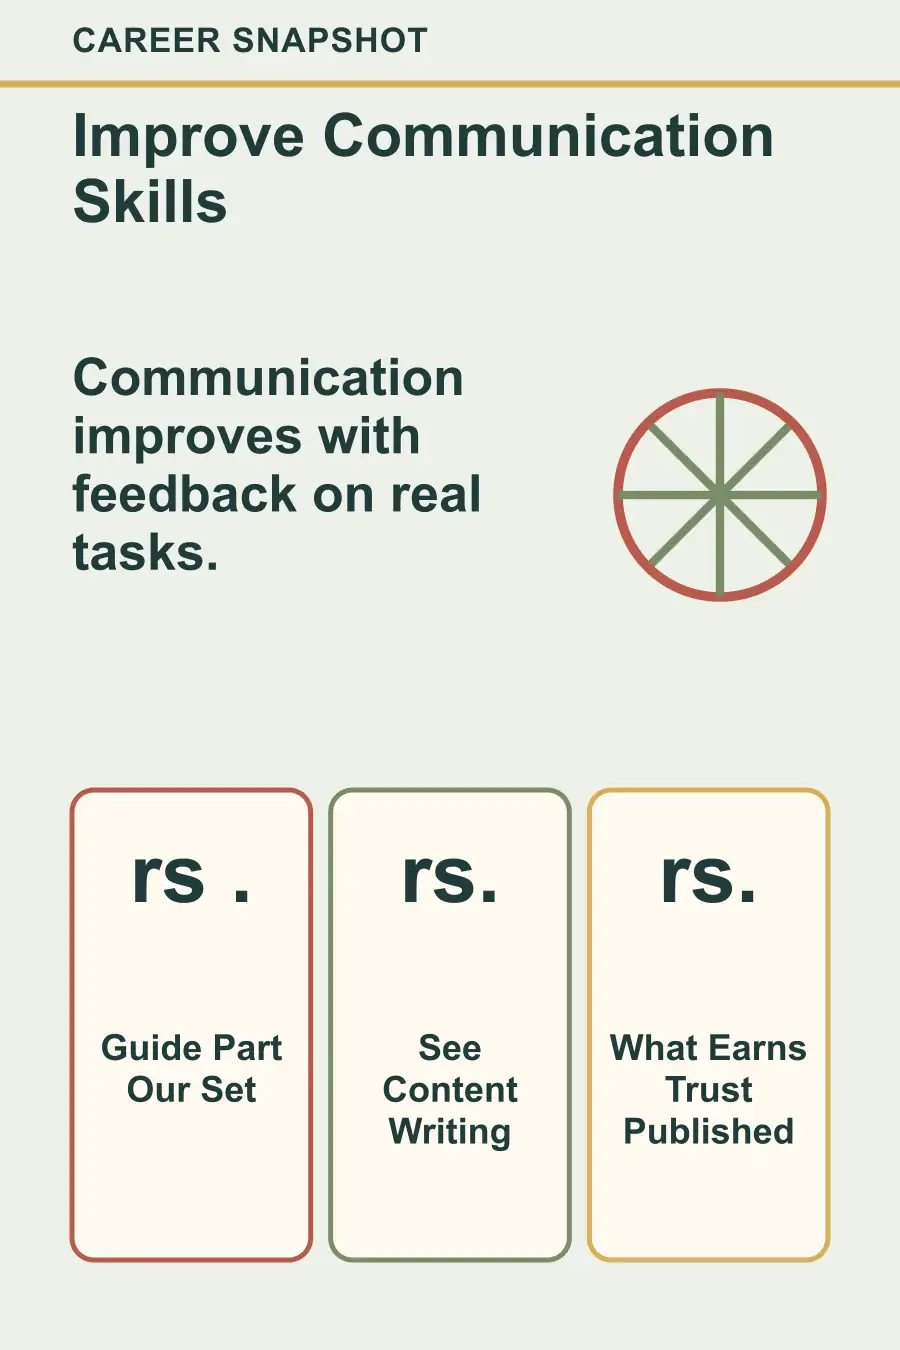 CAREER SNAPSHOT
Improve Communication
Skills
Communication
improves with
feedback on real
tasks.
rs .
Guide Part
Our Set
rs.
See
Content
Writing
rs.
What Earns
Trust
Published